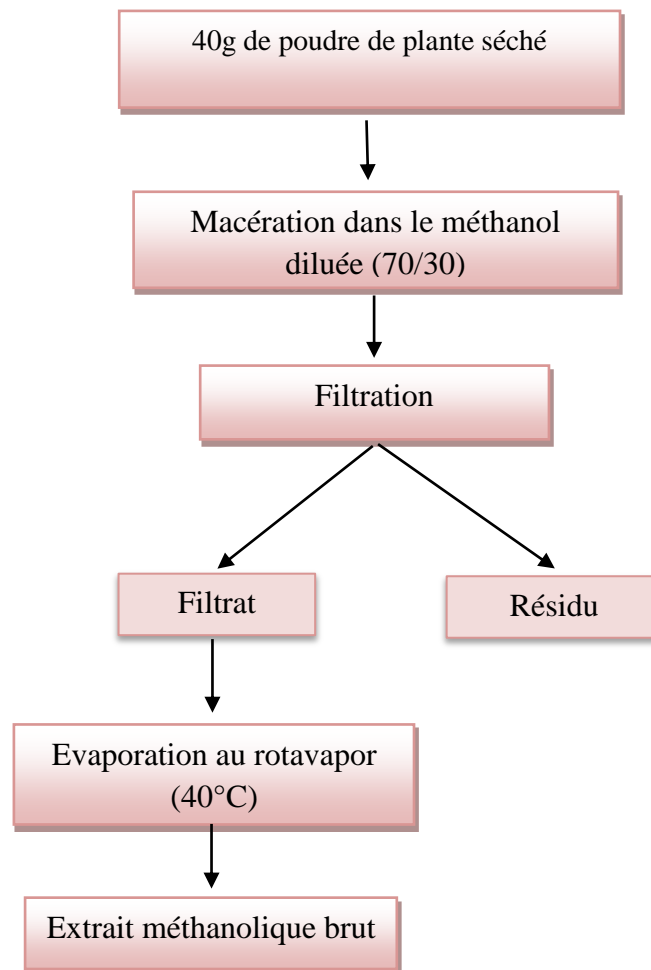 40g de poudre de plante séché
Macération dans le méthanol
diluée (70/30)
Filtration
Filtrat
Résidu
Evaporation au rotavapor
(40°C)
Extrait méthanolique brut